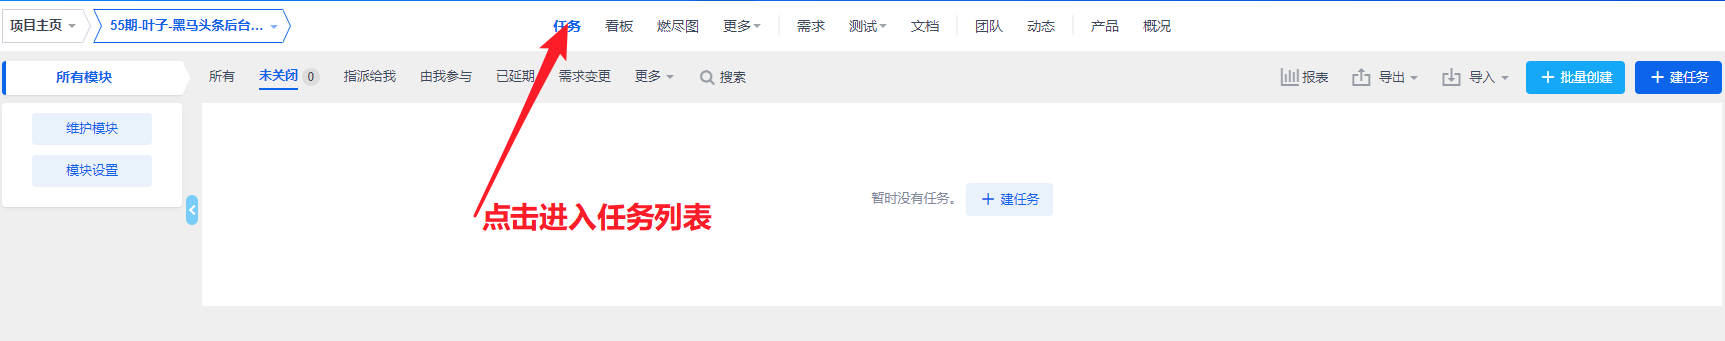 项目主页 55期-叶子-黑马头条后台... 任务 看板 燃尽图 更多 需求 测试 文档 团队 动态 产品 概况
所有模块 所有 未关闭 0 指派给我 由我参与 已延期 需求变更 更多 搜索 报表 导出 导入 批量创建 建任务
维护模块
模块设置
暂时没有任务。 建任务
点击进入任务列表